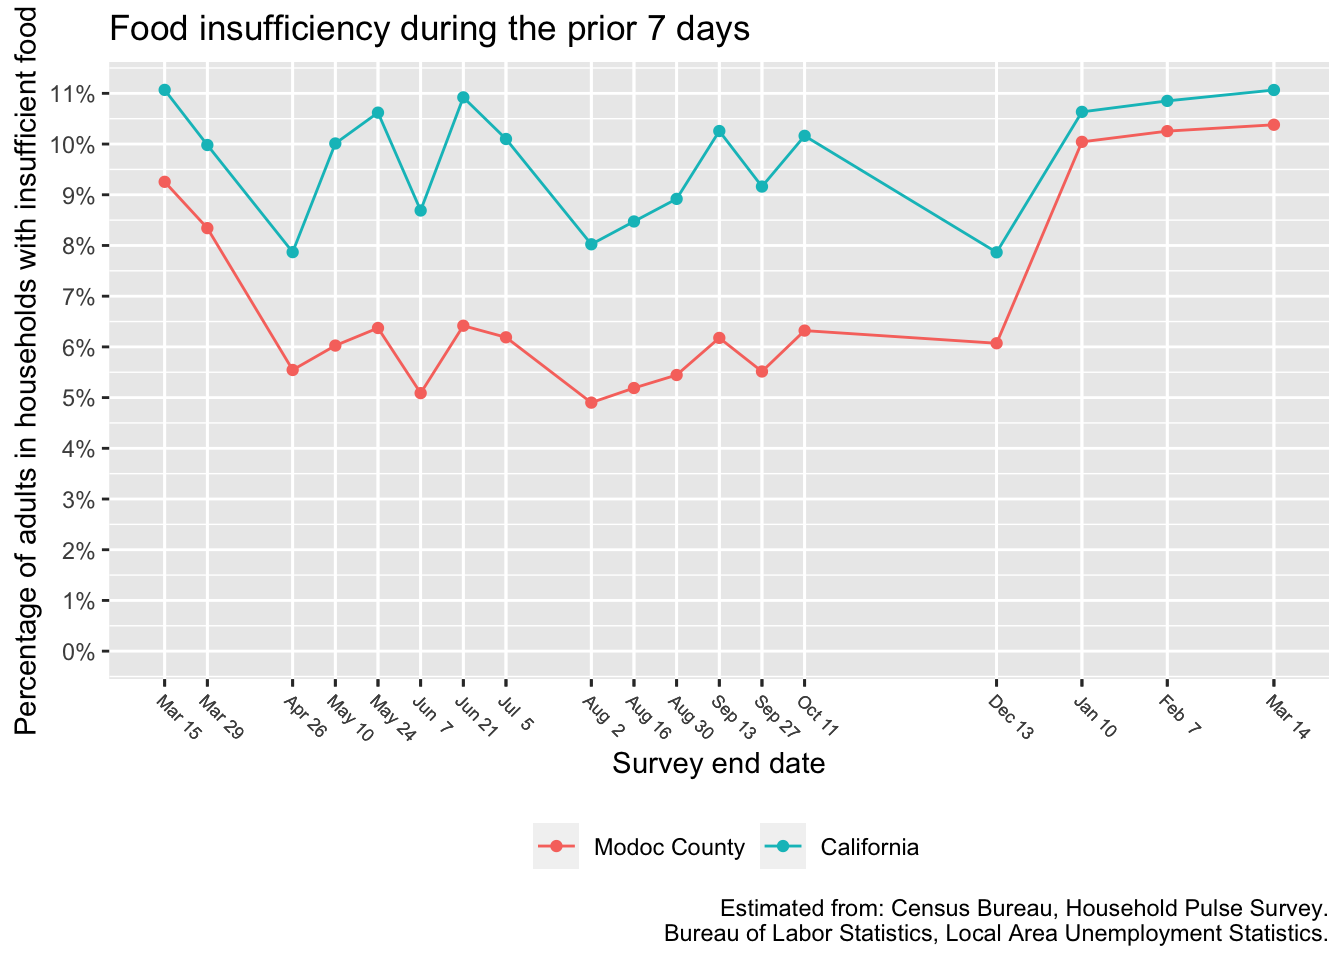 Food insufficiency during the prior 7 days
Percentage of adults in households with insufficient food
11%
10%
9%
8%
7%
6%
5%
4%
3%
2%
1%
0%
Mar 15
Mar 29
Apr 26
May 10
May 24
Jun 7
Jun 21
Jul 5
Aug 2
Aug 16
Aug 30
Sep 13
Sep 27
Oct 11
Dec 13
Jan 10
Feb 7
Mar 14
Survey end date
Modoc County
California
Estimated from: Census Bureau, Household Pulse Survey.
Bureau of Labor Statistics, Local Area Unemployment Statistics.